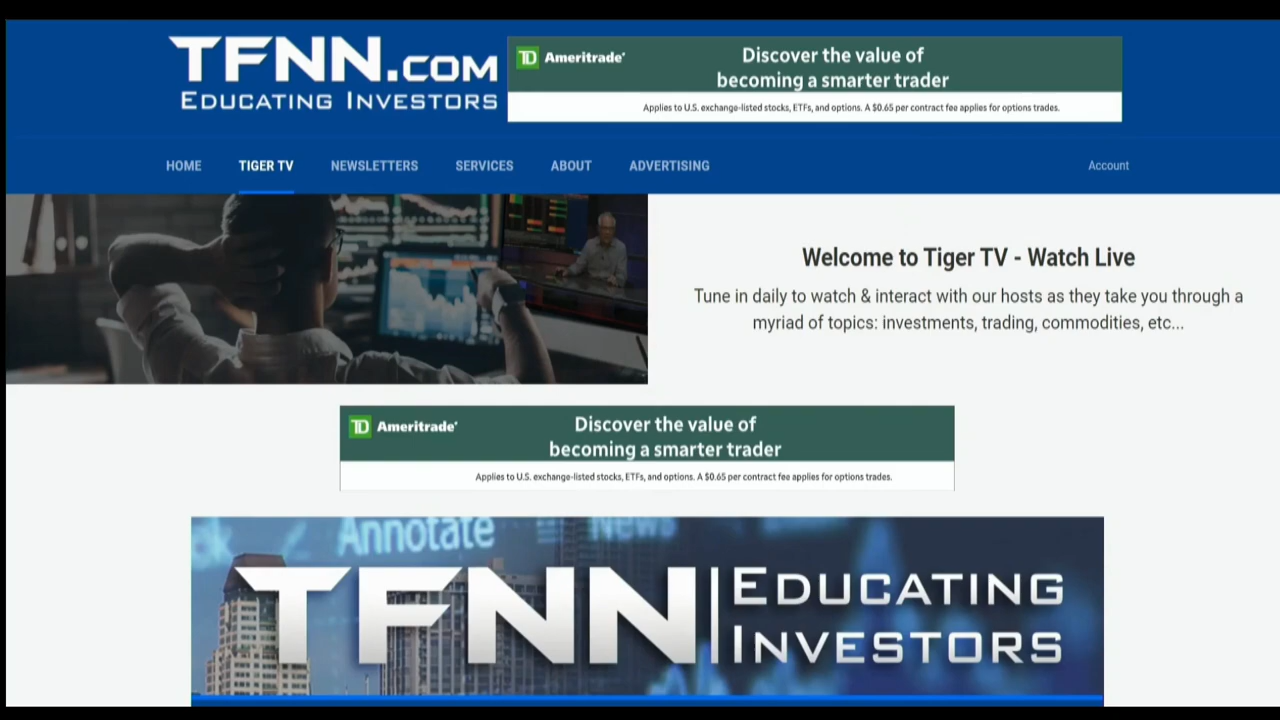 TFNN.COM
EDUCATING INVESTORS
TD Ameritrade®
Discover the value of
becoming a smarter trader
Applies to U.S. exchange-listed stocks, ETFs, and options. A $0.65 per contract fee applies for options trades.
HOME TIGER TV NEWSLETTERS SERVICES ABOUT ADVERTISING Account
Welcome to Tiger TV - Watch Live
Tune in daily to watch & interact with our hosts as they take you through a
myriad of topics: investments, trading, commodities, etc...
TD Ameritrade®
Discover the value of
becoming a smarter trader
Applies to U.S. exchange-listed stocks, ETFs, and options. A $0.65 per contract fee applies for options trades.
Annotate News
TFNN EDUCATING
INVESTORS